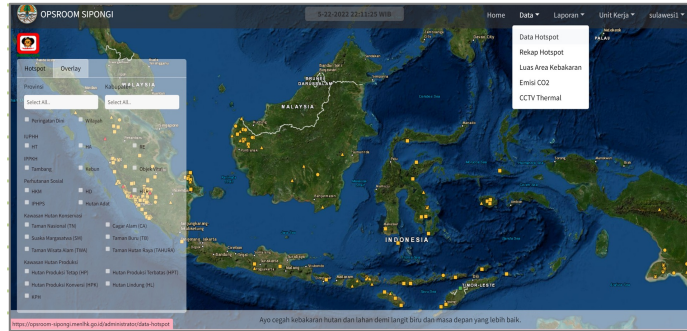 OPSROOM SIPONGI
5-12-2022 22:11:25 WIB
Home
Data
Laporan
Unit Kerja
sulawesi1
Data Hotspot
Rekap Hotspot
Luas Area Kebakaran
Emisi CO2
CCTV Thermal
Hotspot
Overlay
Provinsi
Kabupaten
Select All..
Select All..
Peringatan Dini
Wilayah
IUPHH
HT
HA
RE
IPPKH
Tambang
Kebun
Objekvital
Perhutanan Sosial
HKM
HD
IPHPS
Hutan Adat
Kawasan Hutan Konservasi
Taman Nasional (TN)
Cagar Alam (CA)
Suaka Margasatwa (SM)
Taman Buru (TB)
Taman Wisata Alam (TWA)
Taman Hutan Raya (TAHURA)
Kawasan Hutan Produksi
Hutan Produksi Tetap (HP)
Hutan Produksi Terbatas (HPT)
Hutan Produksi Konversi (HPK)
Hutan Lindung (HL)
KPH
MALAYSIA
BRUNEI
DARUSSALAM
MALAYSIA
PALAU
INDONESIA
TIMOR-LESTE
Ayo cegah kebakaran hutan dan lahan demi langit biru dan masa depan yang lebih baik.
https://opsroom-sipongi.menlhk.go.id/administrator/data-hotspot